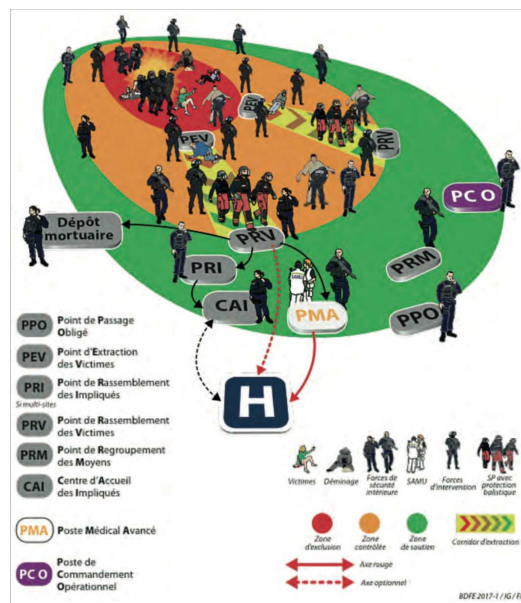 PEV
PRV
PEV
PC O
Dépôt
mortuaire
PRV
PRM
PRI
CAI
PMA
PPO
H
PPO
Point de Passage
Obligé
PEV
Point d'Extraction
des Victimes
PRI
Si multi-sites
Point de Rassemblement
des Impliqués
PRV
Point de Rassemblement
des Victimes
PRM
Point de Regroupement
des Moyens
CAI
Centre d'Accueil
des Impliqués
PMA
Poste Médical Avancé
PC O
Poste de
Commandement
Opérationnel
Victimes
Déminage
Forces de
sécurité
intérieure
SAMU
Forces
d'intervention
SP avec
protection
balistique
Zone
d'exclusion
Zone
contrôlée
Zone
de soutien
Corridor d'extraction
Axe rouge
Axe optionnel
BDFE 2017-1 / IG /